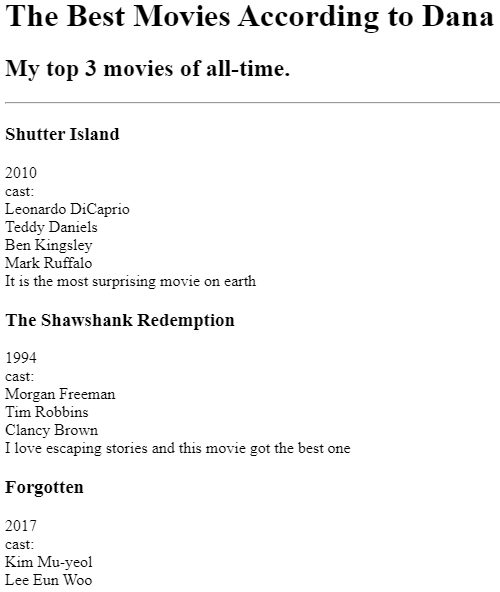 The Best Movies According to Dana
My top 3 movies of all-time.
Shutter Island
2010
cast:
Leonardo DiCaprio
Teddy Daniels
Ben Kingsley
Mark Ruffalo
It is the most surprising movie on earth
The Shawshank Redemption
1994
cast:
Morgan Freeman
Tim Robbins
Clancy Brown
I love escaping stories and this movie got the best one
Forgotten
2017
cast:
Kim Mu-yeol
Lee Eun Woo